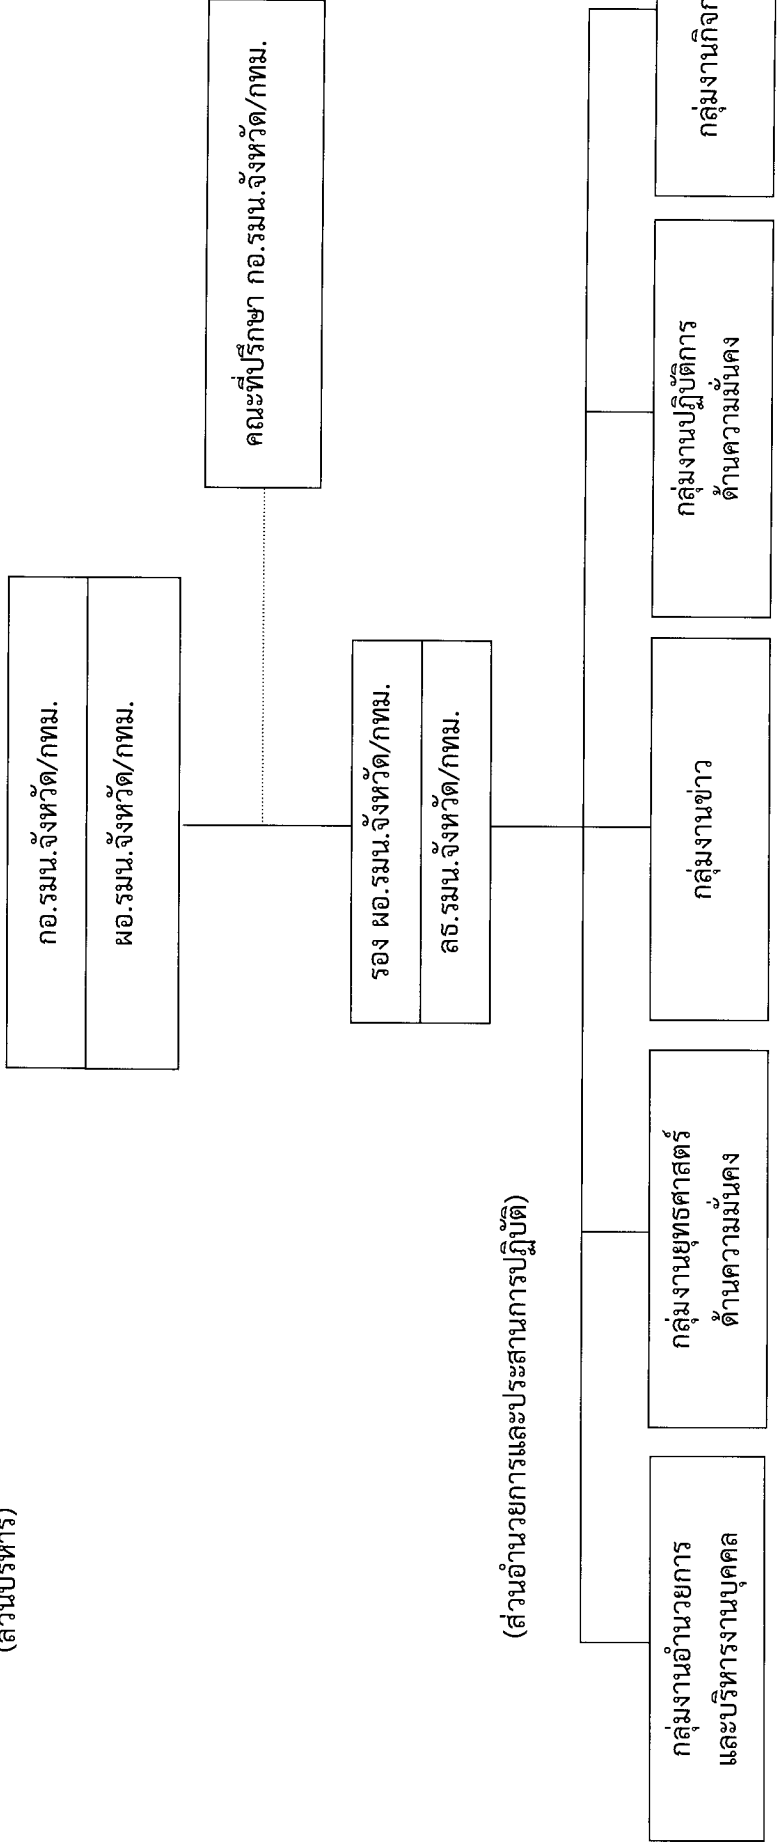 (ส่วนบริหาร)
กอ.รมน.จังหวัด/กทม.
ผอ.รมน.จังหวัด/กทม.
คณะที่ปรึกษา กอ.รมน.จังหวัด/กทม.
รอง ผอ.รมน.จังหวัด/กทม.
ลธ.รมน.จังหวัด/กทม.
(ส่วนอำนวยการและประสานการปฏิบัติ)
กลุ่มงานอำนวยการ
และบริหารงานบุคคล
กลุ่มงานยุทธศาสตร์
ด้านความมั่นคง
กลุ่มงานข่าว
กลุ่มงานปฏิบัติการ
ด้านความมั่นคง
กลุ่มงานกิจก